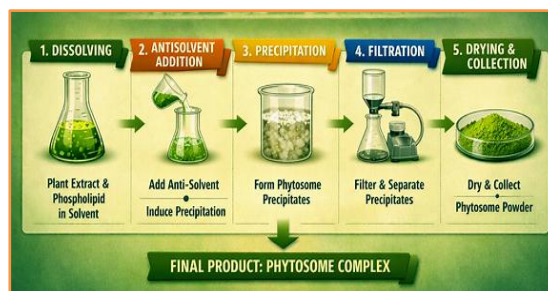 1. DISSOLVING
2. ANTISOLVENT
ADDITION
3. PRECIPITATION
4. FILTRATION
5. DRYING &
COLLECTION
Plant Extract &
Phospholipid
in Solvent
Add Anti-Solvent
Induce Precipitation
Form Phytosome
Precipitates
Filter & Separate
Precipitates
Dry & Collect
Phytosome Powder
FINAL PRODUCT: PHYTOSOME COMPLEX